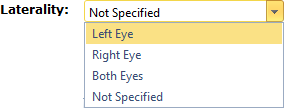 Laterality: Not Specified
Left Eye
Right Eye
Both Eyes
Not Specified